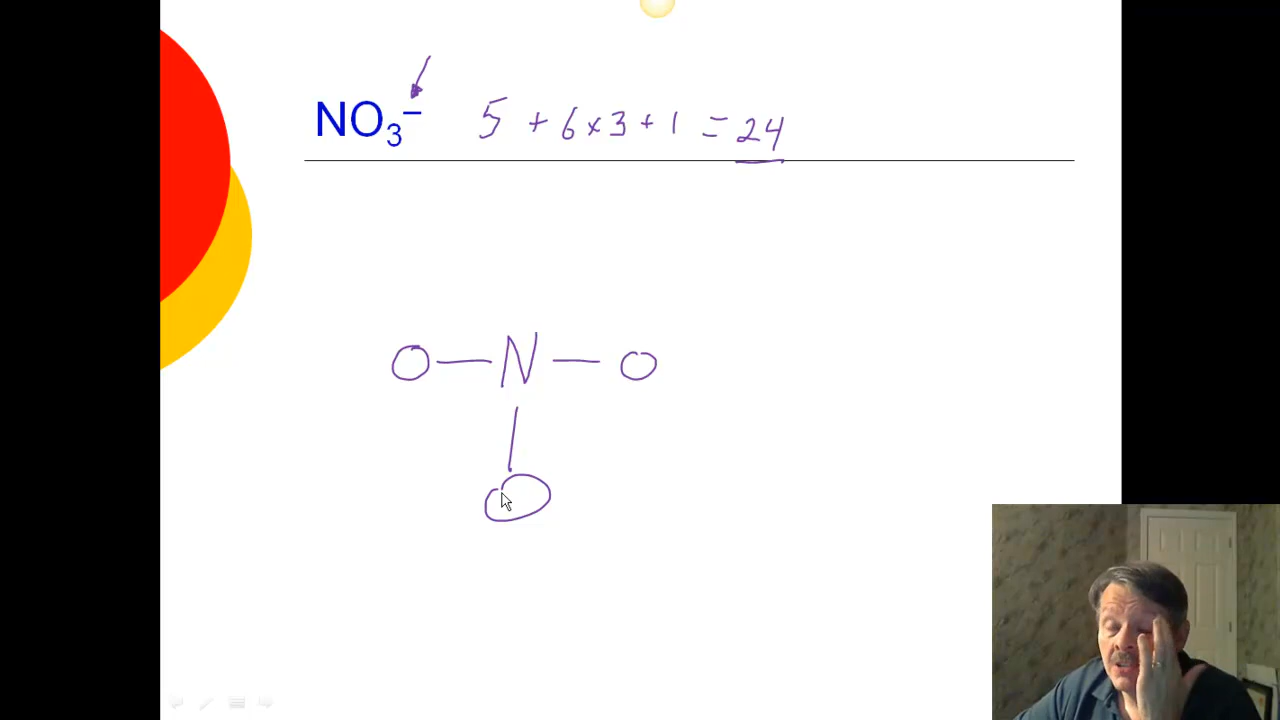 NO₃⁻ 5 + 6 × 3 + 1 = 24
O — N — O
O